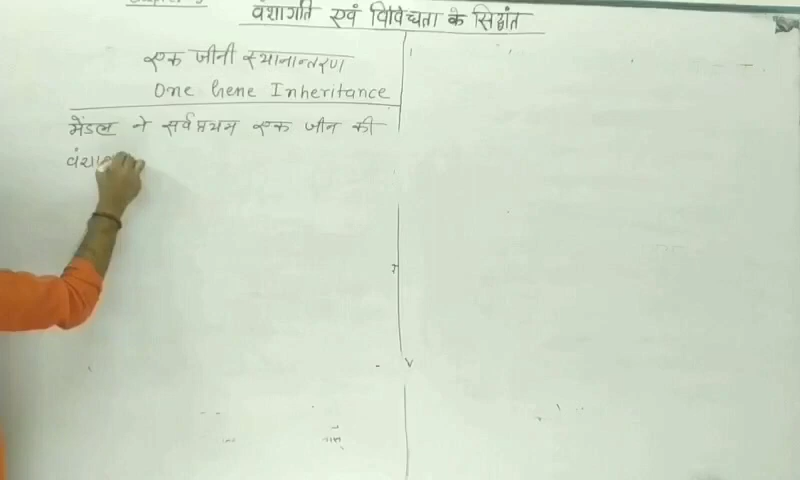 वंशागति एवं विविधता के सिद्धांत
एक जीनी स्थानान्तरण
One Gene Inheritance
मेंडल ने सर्वप्रथम एक जीन की